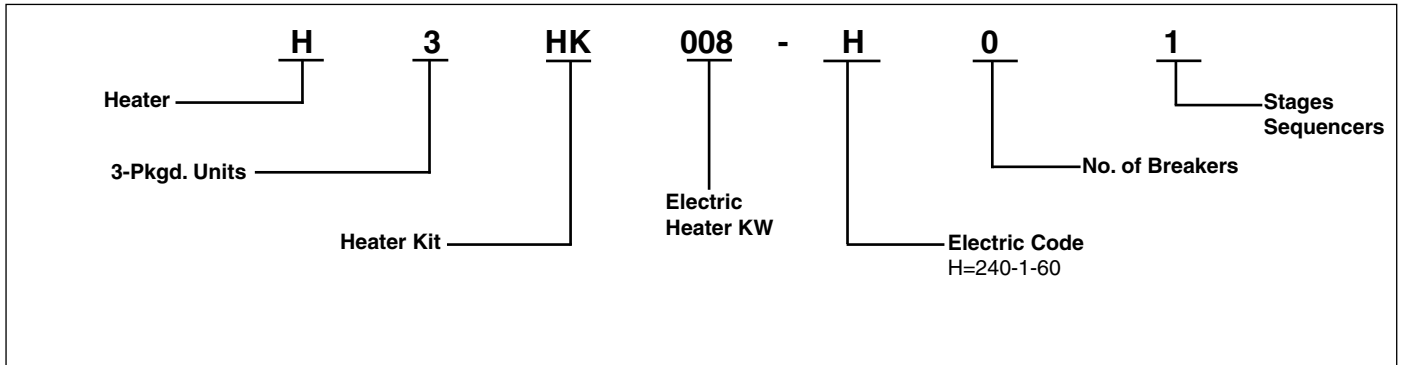 H 3 HK 008 - H 0 1
Heater
Stages
Sequencers
3-Pkgd. Units
No. of Breakers
Electric
Heater KW
Heater Kit
Electric Code
H=240-1-60